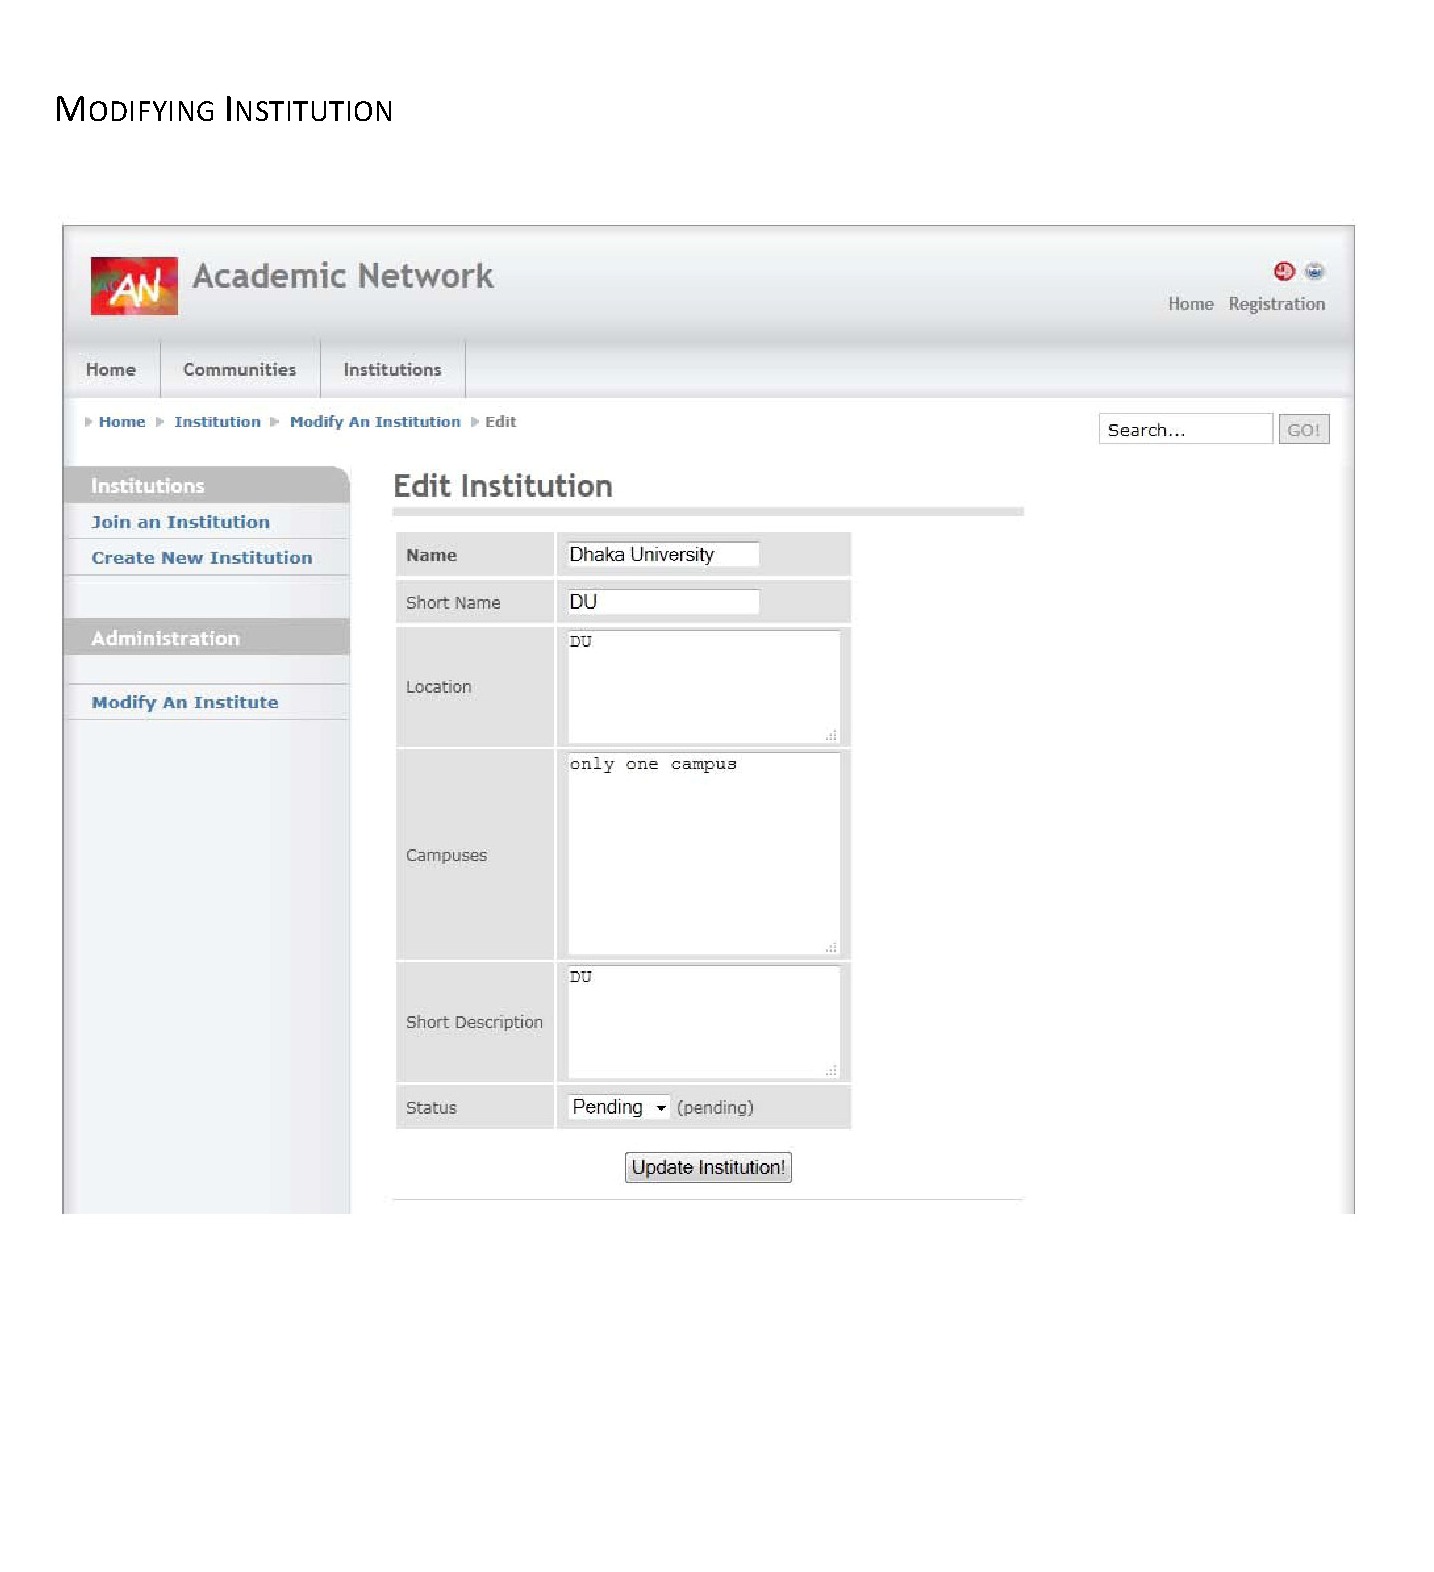 MODIFYING INSTITUTION
AN Academic Network
Home Registration
Home Communities Institutions
Home Institution Modify An Institution Edit
Search... GO!
Institutions
Join an Institution
Create New Institution
Administration
Modify An Institute
Edit Institution
Name Dhaka University
Short Name DU
Location DU
Campuses only one campus
Short Description DU
Status Pending (pending)
Update Institution!